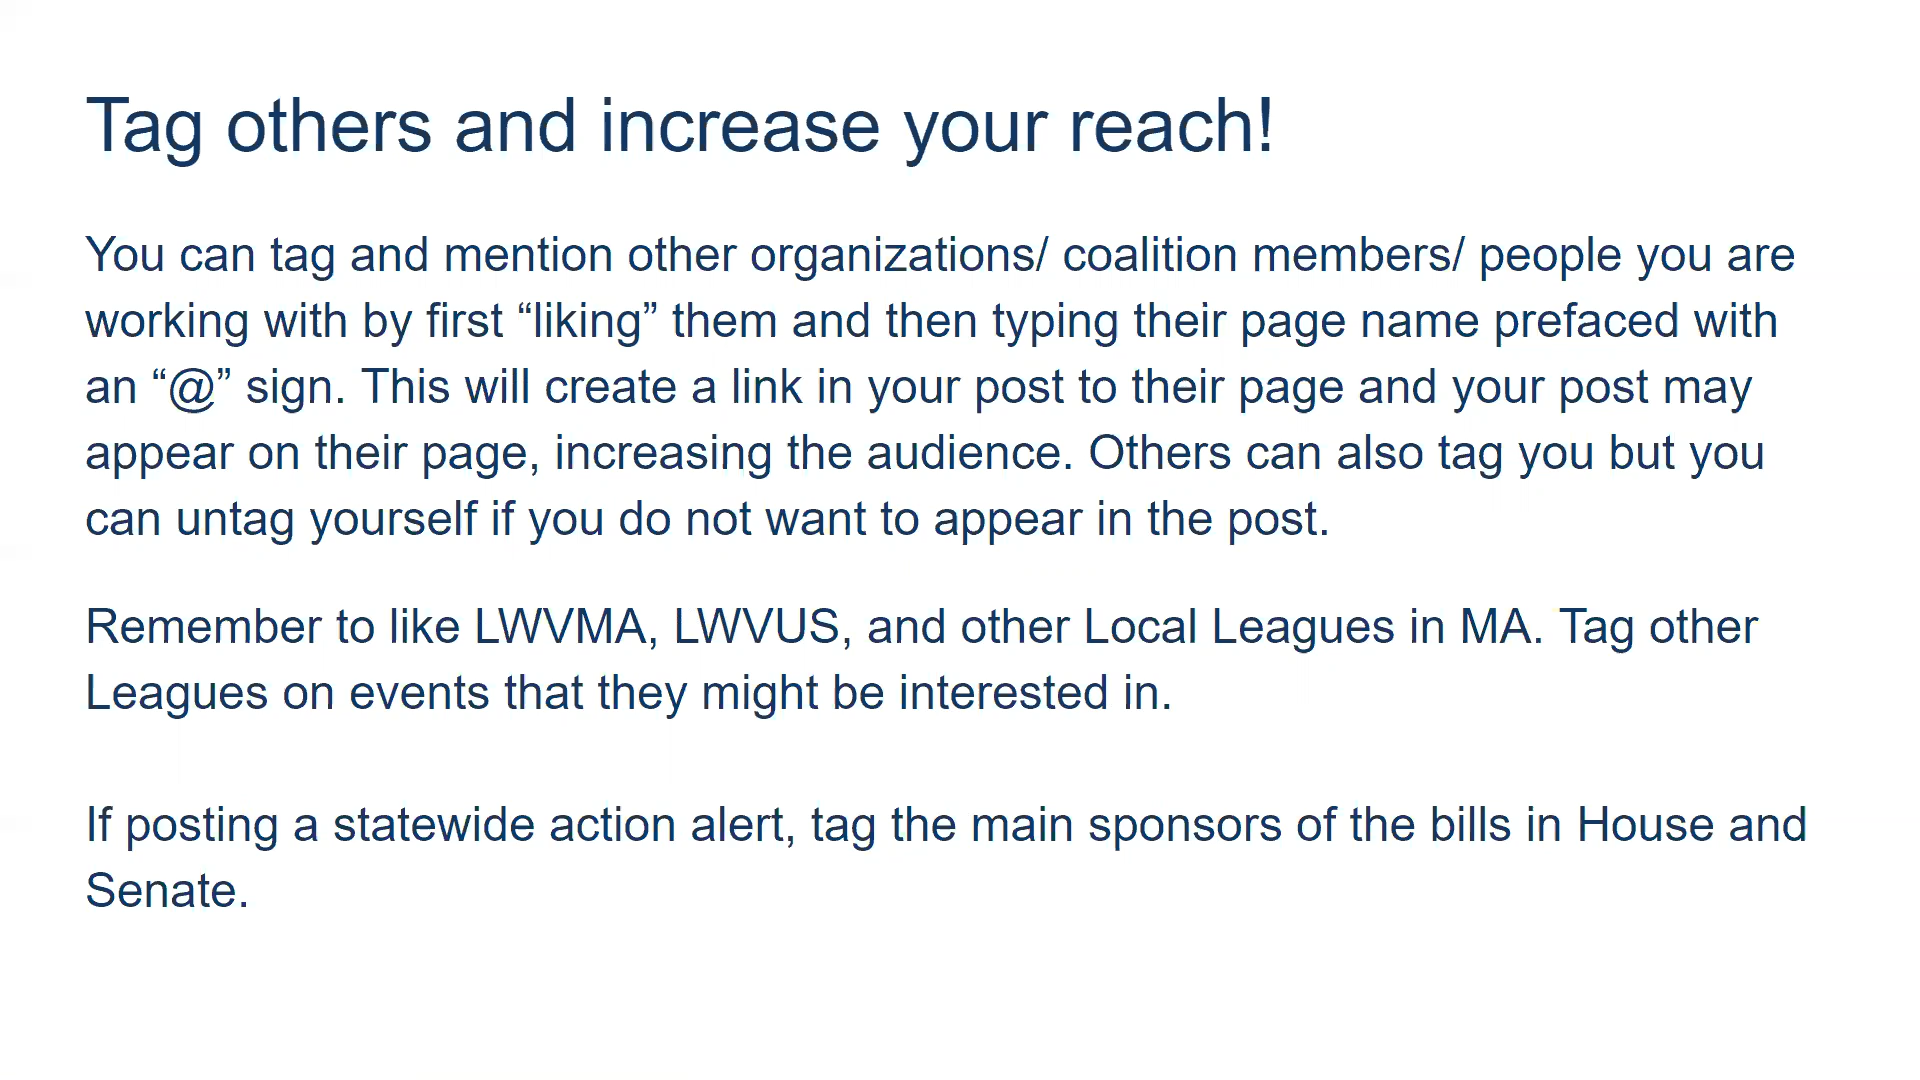 Tag others and increase your reach!
You can tag and mention other organizations/ coalition members/ people you are
working with by first “liking” them and then typing their page name prefaced with
an “@” sign. This will create a link in your post to their page and your post may
appear on their page, increasing the audience. Others can also tag you but you
can untag yourself if you do not want to appear in the post.
Remember to like LWVMA, LWVUS, and other Local Leagues in MA. Tag other
Leagues on events that they might be interested in.
If posting a statewide action alert, tag the main sponsors of the bills in House and
Senate.